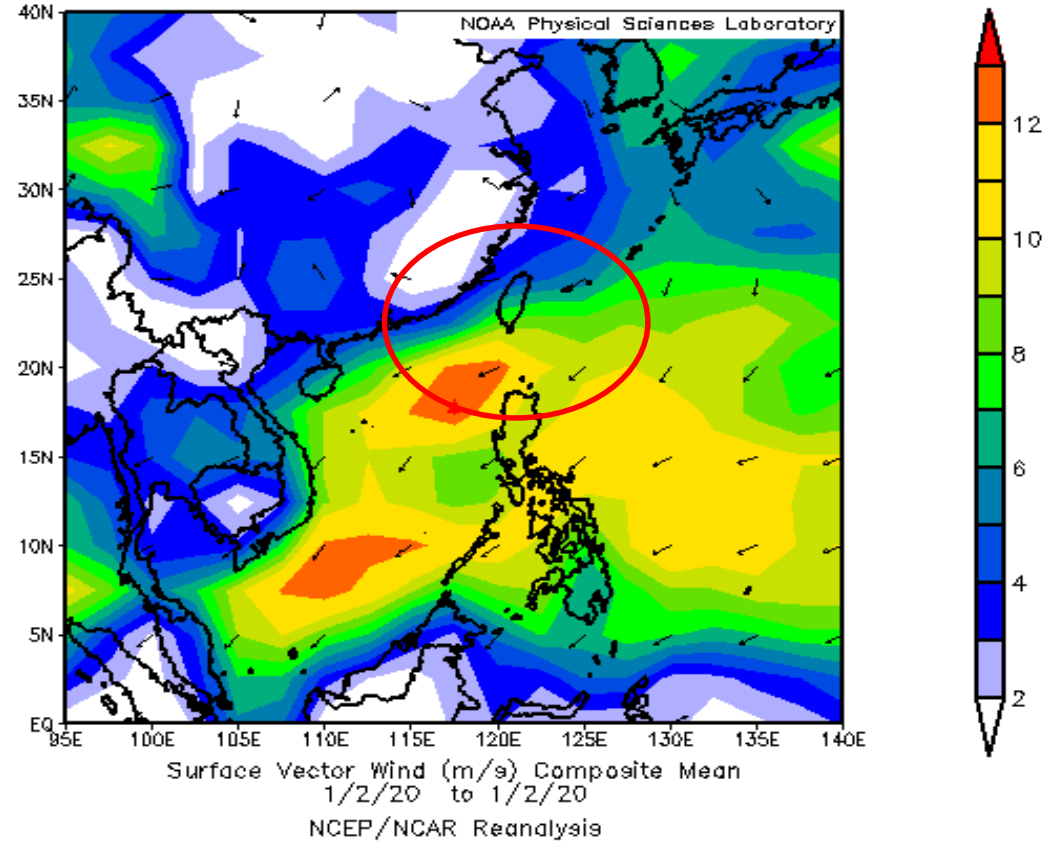 NOAA Physical Sciences Laboratory
40N
35N
30N
25N
20N
15N
10N
5N
EQ
95E 100E 105E 110E 115E 120E 125E 130E 135E 140E
12
10
8
6
4
2
Surface Vector Wind (m/s) Composite Mean
1/2/20 to 1/2/20
NCEP/NCAR Reanalysis